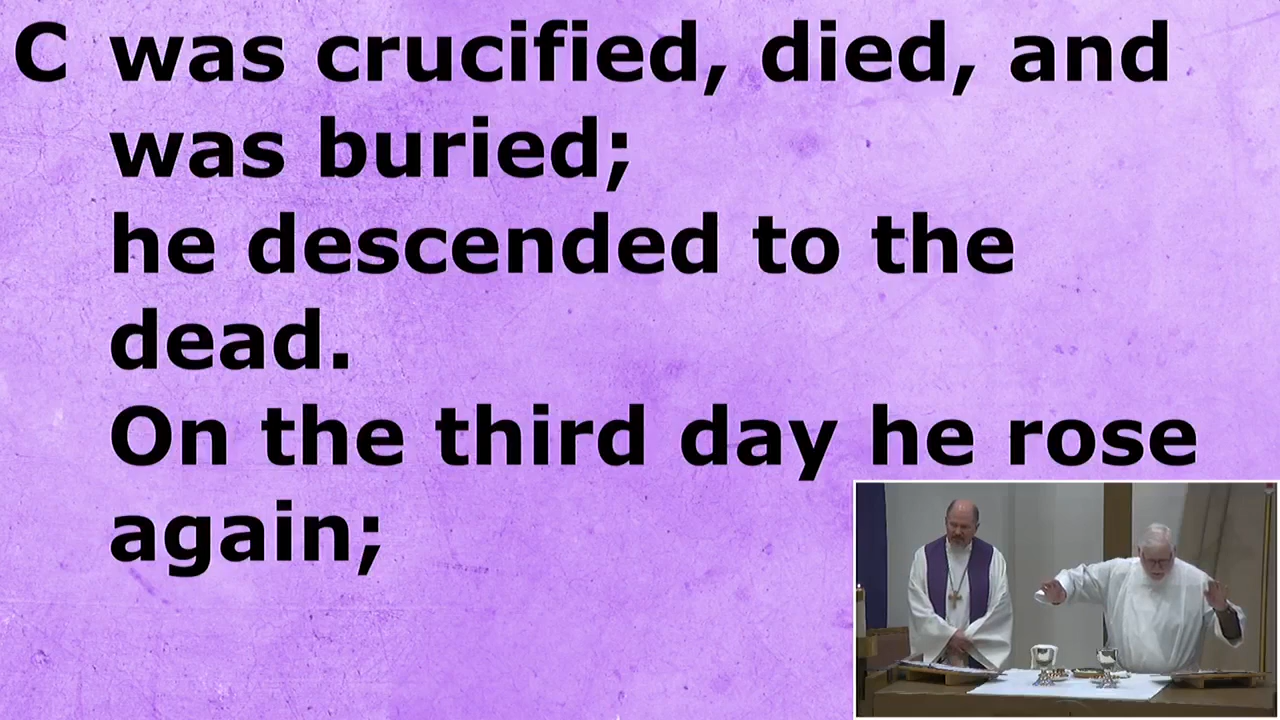 C was crucified, died, and
was buried;
he descended to the
dead.
On the third day he rose
again;